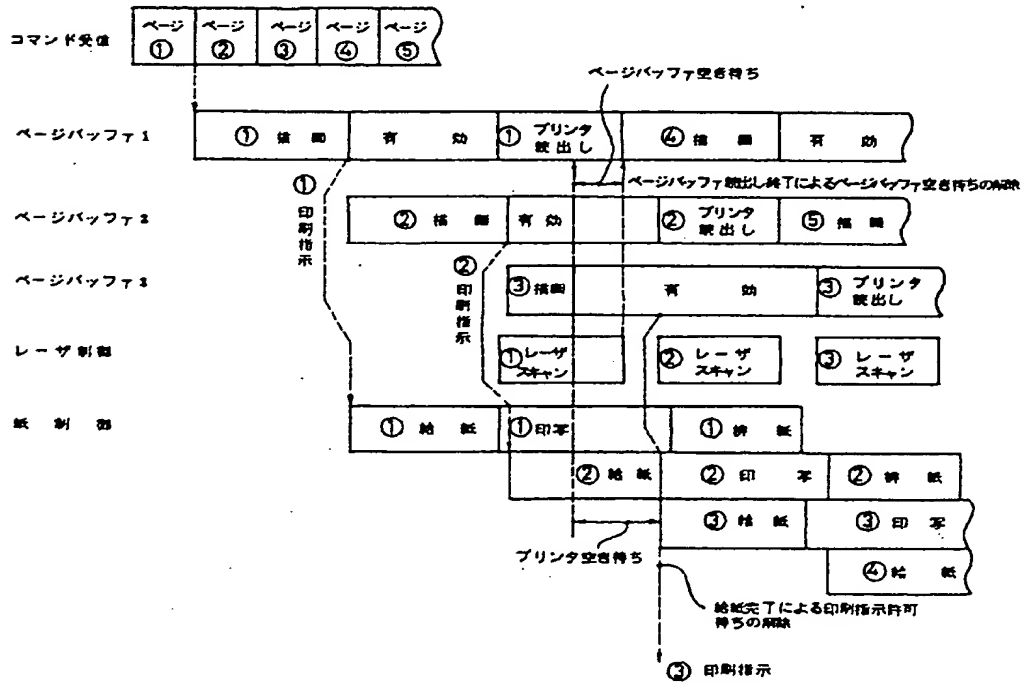 コマンド受信
ページ ページ ページ ページ ページ
① ② ③ ④ ⑤
ページバッファ空き待ち
ページバッファ1
① 描画
有効
① プリンタ
読出し
④ 描画
有効
①印刷指示
ページバッファ読出し終了によるページバッファ空き待ちの解除
ページバッファ2
② 描画
有効
② プリンタ
読出し
⑤ 描画
②印刷指示
ページバッファ3
③描画
有効
③ プリンタ
読出し
レーザ制御
①レーザ
スキャン
② レーザ
スキャン
③ レーザ
スキャン
紙制御
①給紙
①印写
① 排紙
② 給紙
② 印写
② 排紙
③ 給紙
③ 印写
プリンタ空き待ち
④ 給紙
給紙完了による印刷指示許可
待ちの解除
③ 印刷指示